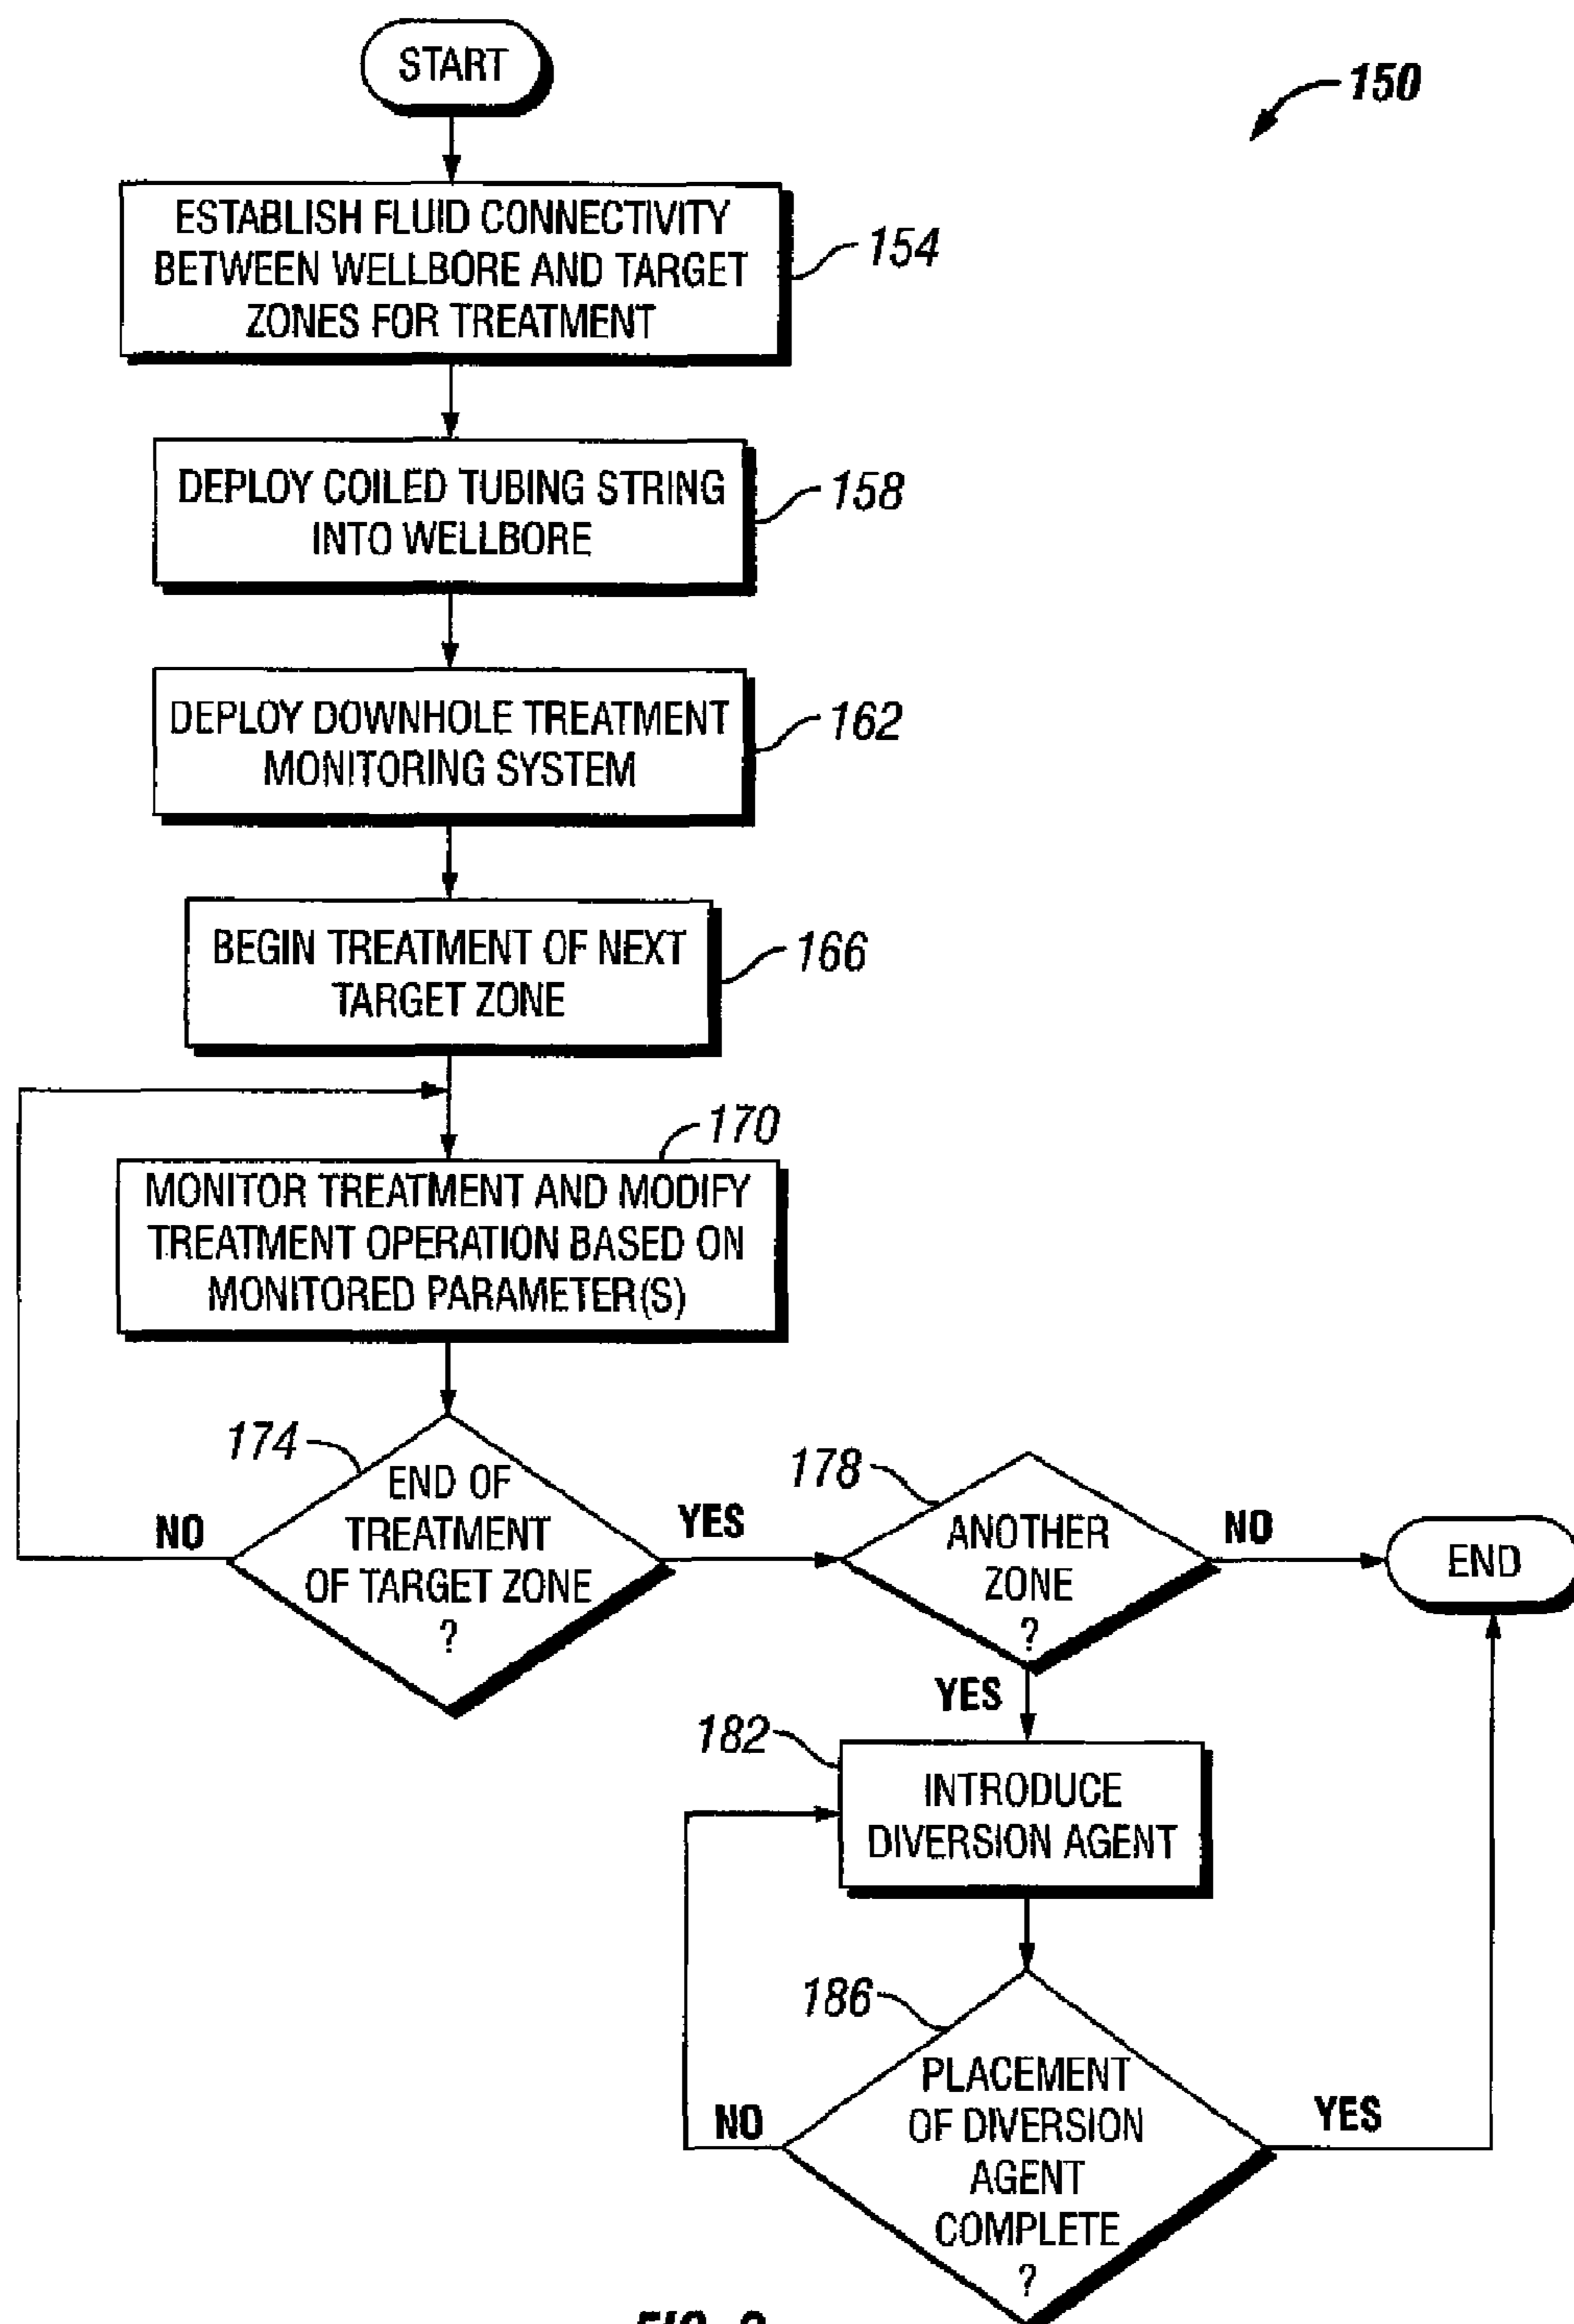 START
150
ESTABLISH FLUID CONNECTIVITY
BETWEEN WELLBORE AND TARGET
ZONES FOR TREATMENT
154
DEPLOY COILED TUBING STRING
INTO WELLBORE
158
DEPLOY DOWNHOLE TREATMENT
MONITORING SYSTEM
162
BEGIN TREATMENT OF NEXT
TARGET ZONE
166
170
MONITOR TREATMENT AND MODIFY
TREATMENT OPERATION BASED ON
MONITORED PARAMETER(S)
174
END OF
TREATMENT
OF TARGET ZONE
?
NO
YES
178
ANOTHER
ZONE
?
NO
END
YES
182
INTRODUCE
DIVERSION AGENT
186
PLACEMENT
OF DIVERSION
AGENT
COMPLETE
?
NO
YES